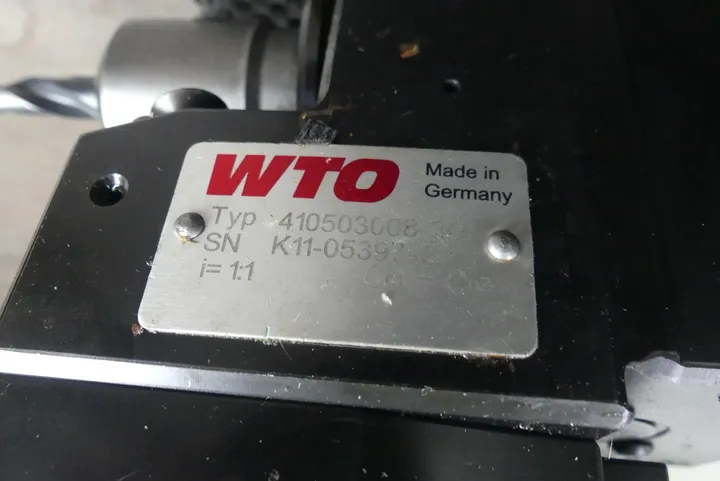 WTO
Made in
Germany
Typ 410503008
SN K11-05397
i= 1:1